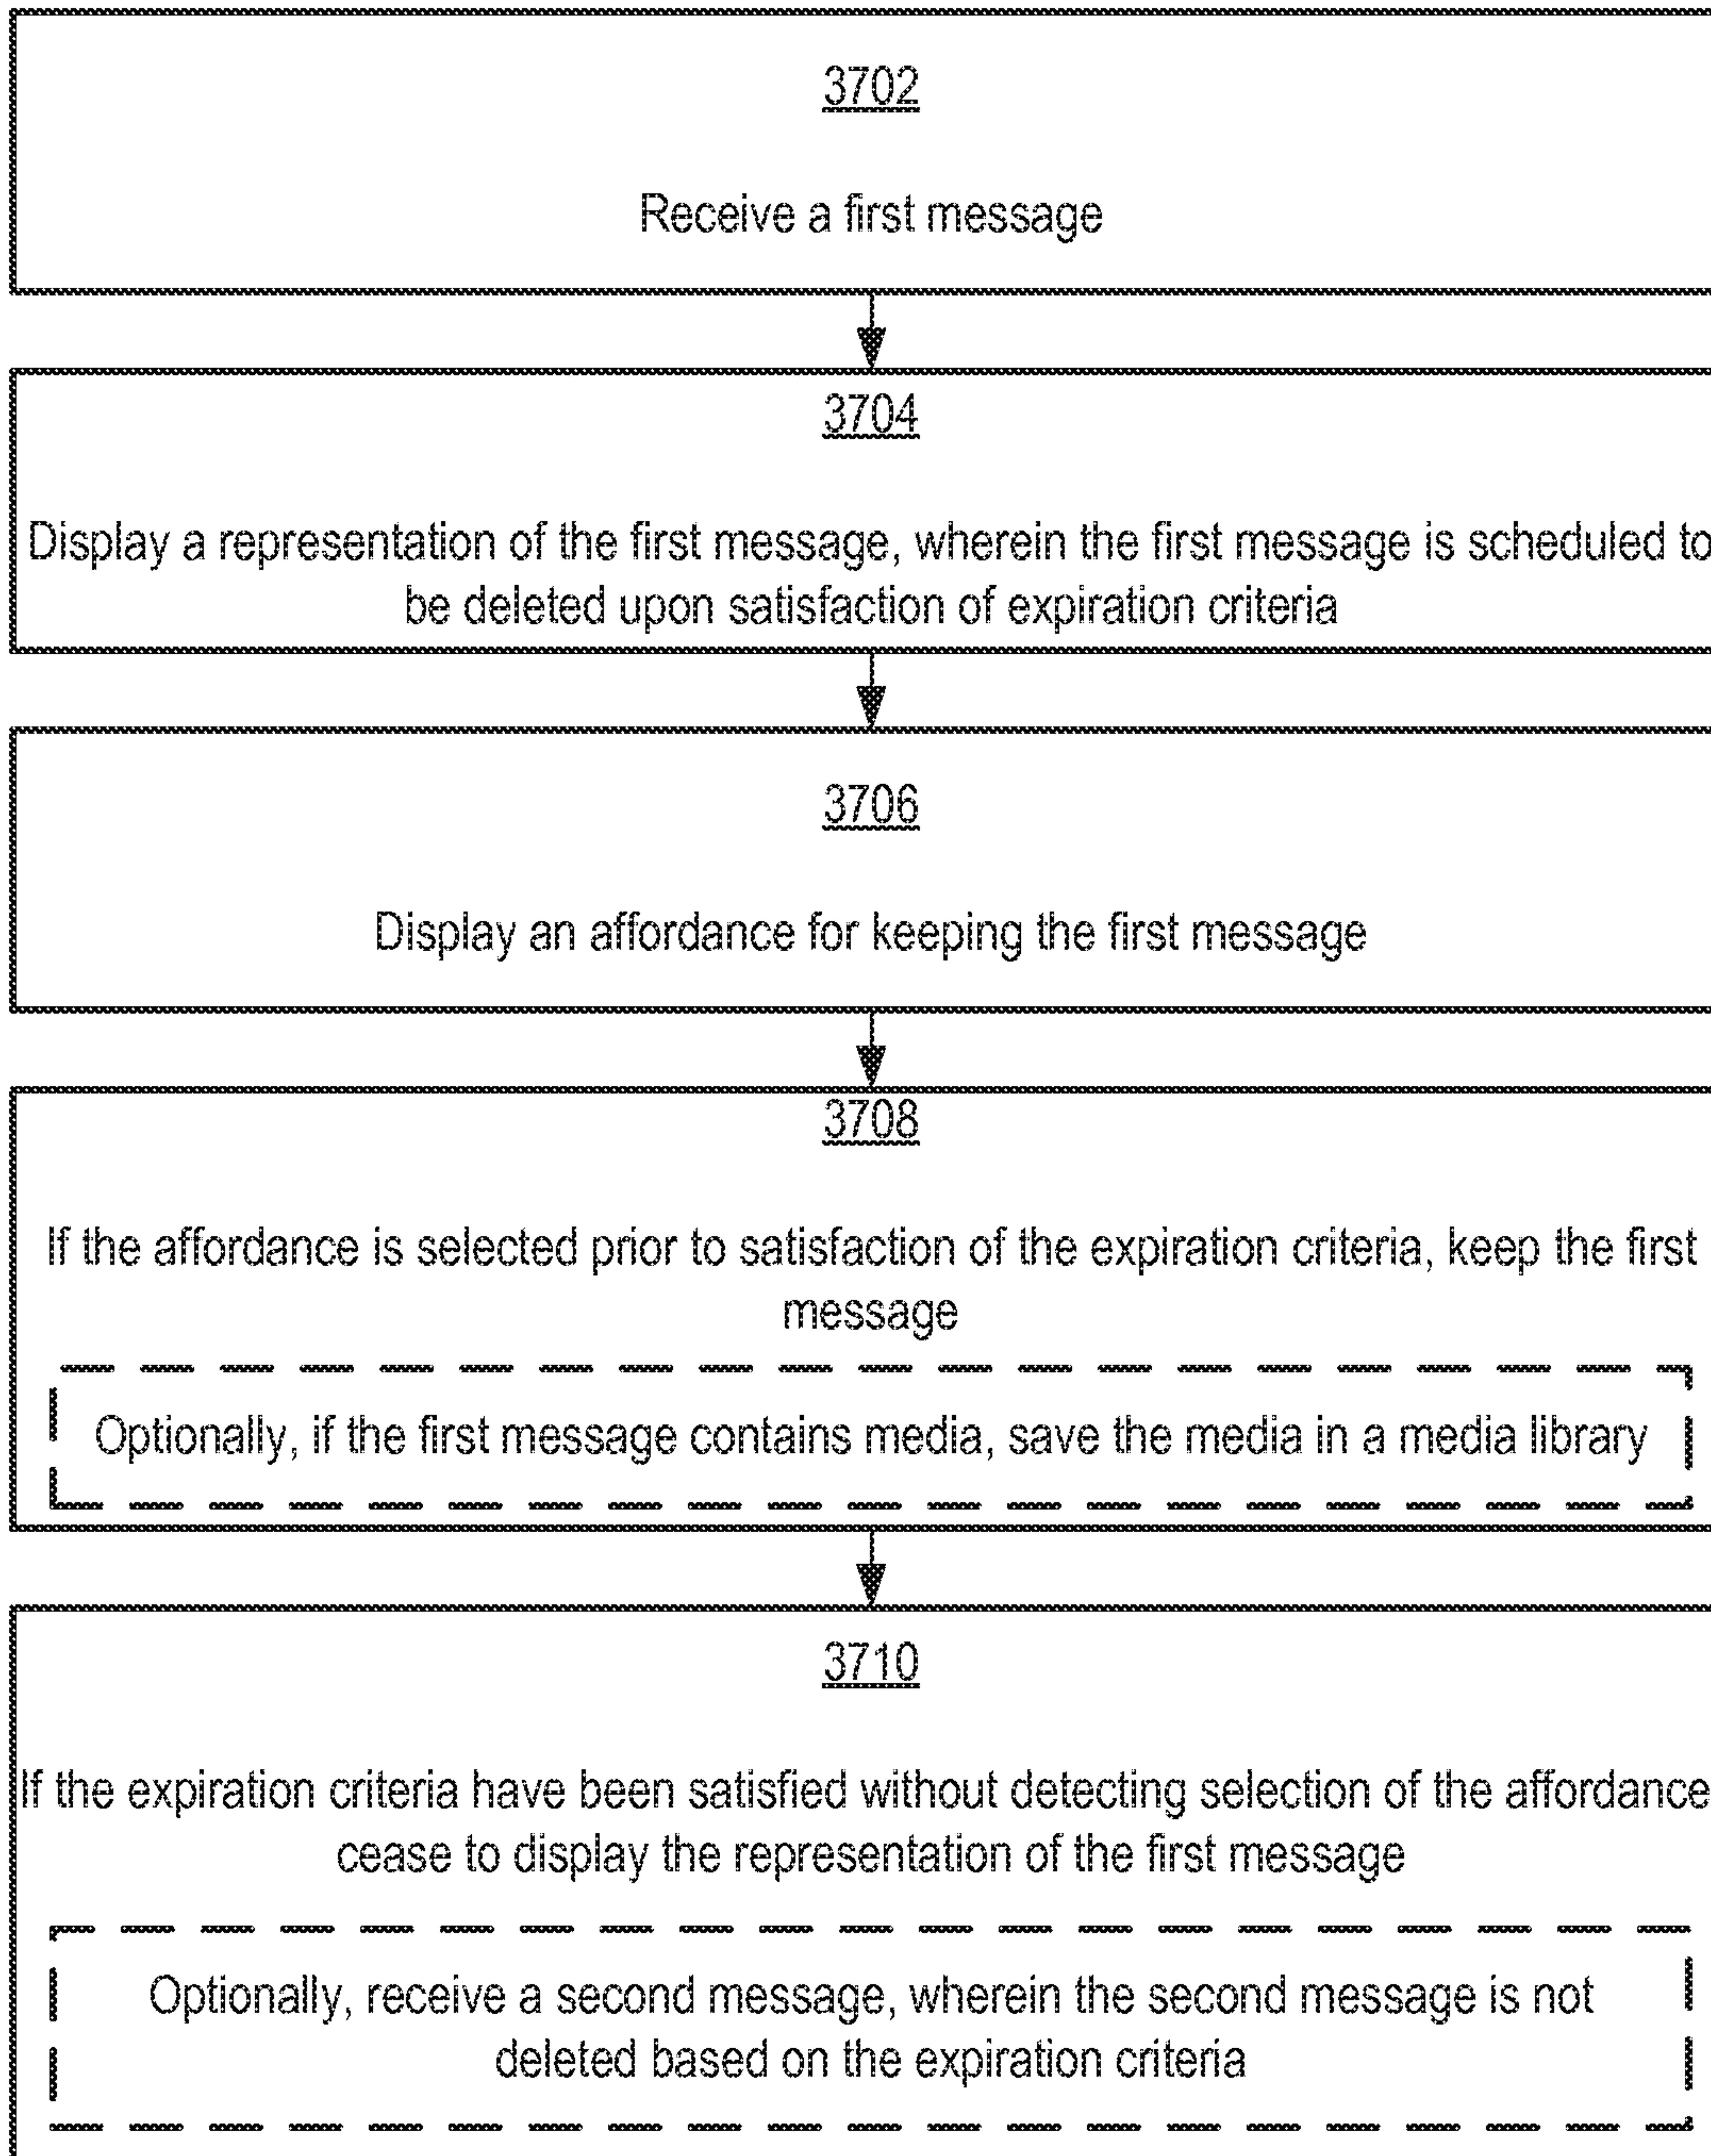 3702
Receive a first message
3704
Display a representation of the first message, wherein the first message is scheduled to
be deleted upon satisfaction of expiration criteria
3706
Display an affordance for keeping the first message
3708
If the affordance is selected prior to satisfaction of the expiration criteria, keep the first
message
Optionally, if the first message contains media, save the media in a media library
3710
If the expiration criteria have been satisfied without detecting selection of the affordance
cease to display the representation of the first message
Optionally, receive a second message, wherein the second message is not
deleted based on the expiration criteria